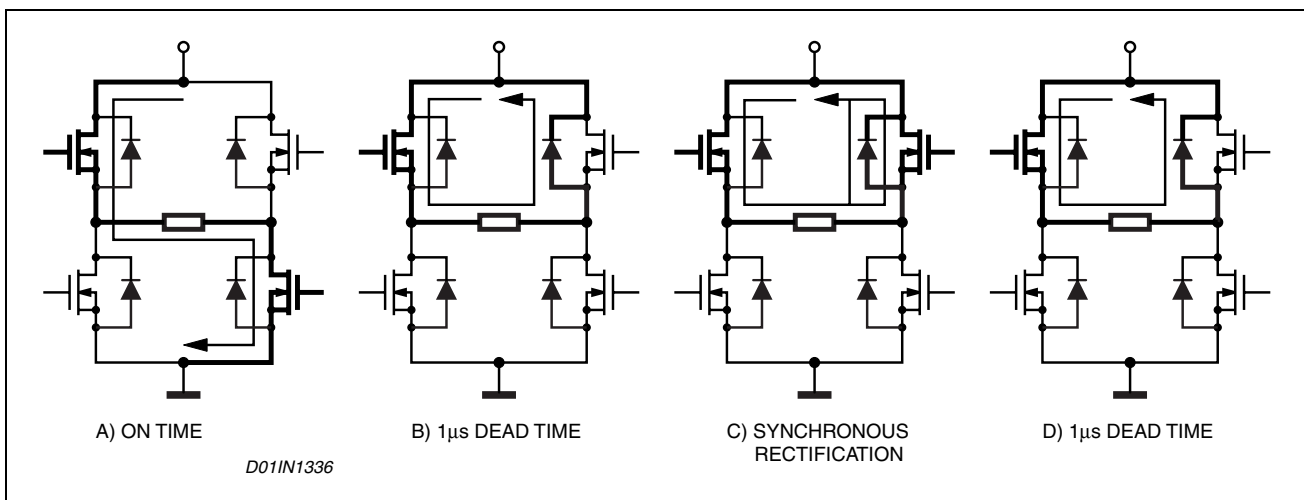 A) ON TIME
B) 1μs DEAD TIME
C) SYNCHRONOUS
RECTIFICATION
D) 1μs DEAD TIME
D01IN1336